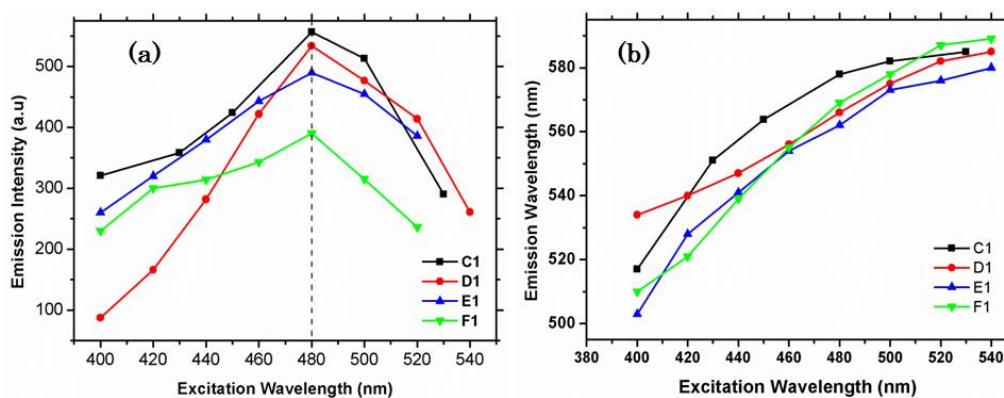 (a)
Emission Intensity (a.u)
500
400
300
200
100
C1
D1
E1
F1
400 420 440 460 480 500 520 540
Excitation Wavelength (nm)
(b)
Emission Wavelength (nm)
580
560
540
520
500
C1
D1
E1
F1
380 400 420 440 460 480 500 520 540
Excitation Wavelength (nm)